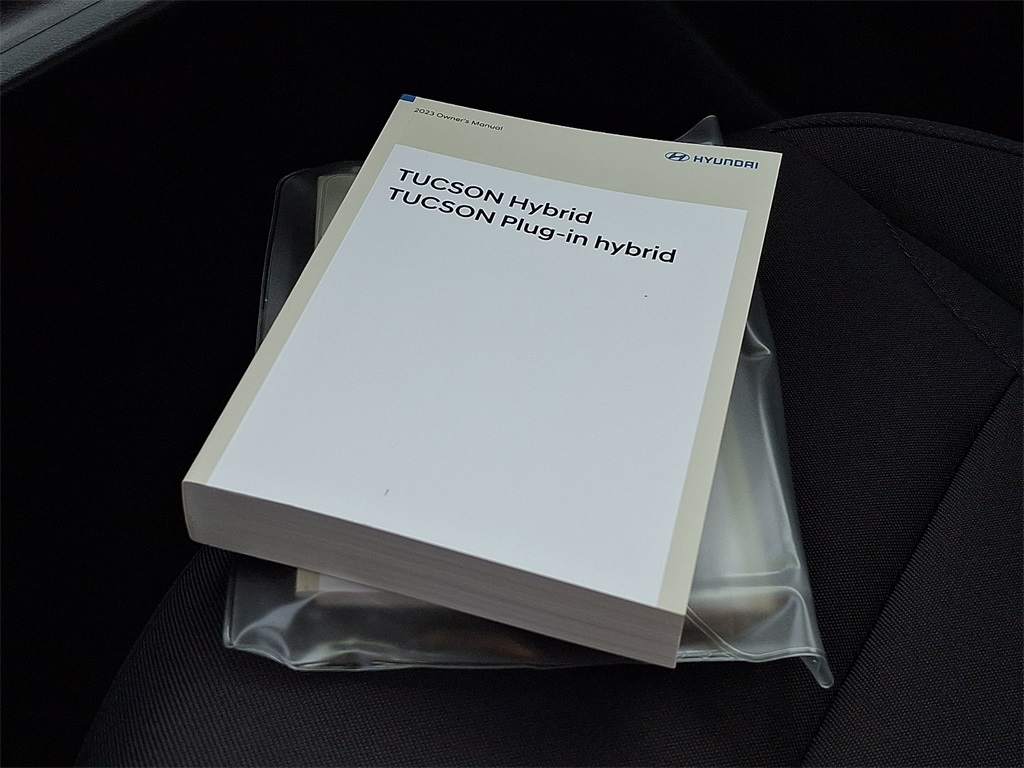 2023 Owner's Manual
HYUNDAI
TUCSON Hybrid
TUCSON Plug-in hybrid